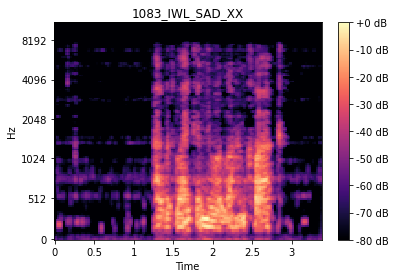 1083_IWL_SAD_XX
+0 dB
8192
-10 dB
4096
-20 dB
-30 dB
2048
Hz
-40 dB
1024
-50 dB
512
-60 dB
-70 dB
0
-80 dB
0 0.5 1 1.5 2 2.5 3
Time